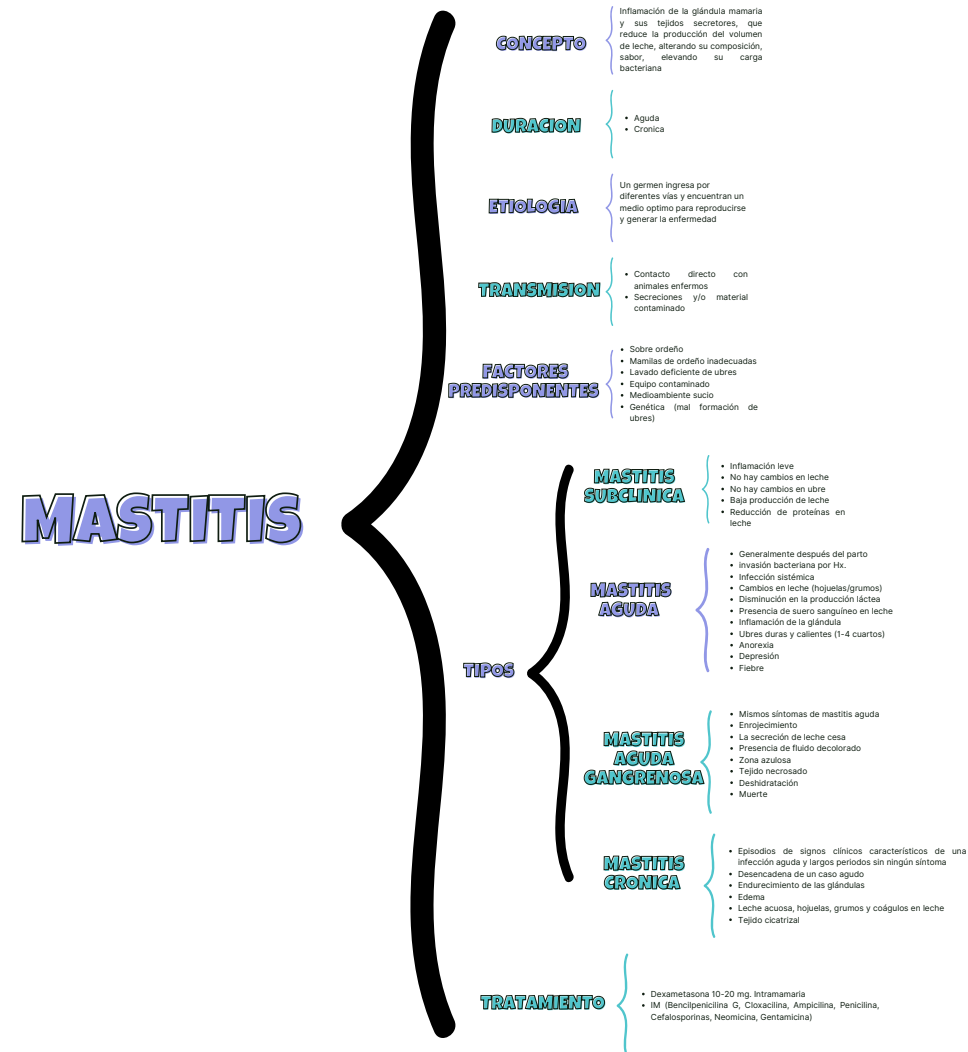 MASTITIS
CONCEPTO
Inflamación de la glándula mamaria
y sus tejidos secretores, que
reduce la producción del volumen
de leche, alterando su composición,
sabor, elevando su carga
bacteriana
DURACION
• Aguda
• Cronica
ETIOLOGIA
Un germen ingresa por
diferentes vías y encuentran un
medio optimo para reproducirse
y generar la enfermedad
TRANSMISION
• Contacto directo con
animales enfermos
• Secreciones y/o material
contaminado
FACTORES
PREDISPONENTES
• Sobre ordeño
• Mamilas de ordeño inadecuadas
• Lavado deficiente de ubres
• Equipo contaminado
• Medioambiente sucio
• Genética (mal formación de
ubres)
TIPOS
MASTITIS
SUBCLINICA
• Inflamación leve
• No hay cambios en leche
• No hay cambios en ubre
• Baja producción de leche
• Reducción de proteínas en
leche
MASTITIS
AGUDA
• Generalmente después del parto
• invasión bacteriana por Hx.
• Infección sistémica
• Cambios en leche (hojuelas/grumos)
• Disminución en la producción láctea
• Presencia de suero sanguíneo en leche
• Inflamación de la glándula
• Ubres duras y calientes (1-4 cuartos)
• Anorexia
• Depresión
• Fiebre
MASTITIS
AGUDA
GANGRENOSA
• Mismos síntomas de mastitis aguda
• Enrojecimiento
• La secreción de leche cesa
• Presencia de fluido decolorado
• Zona azulosa
• Tejido necrosado
• Deshidratación
• Muerte
MASTITIS
CRONICA
• Episodios de signos clínicos característicos de una
infección aguda y largos periodos sin ningún síntoma
• Desencadena de un caso agudo
• Endurecimiento de las glándulas
• Edema
• Leche acuosa, hojuelas, grumos y coágulos en leche
• Tejido cicatrizal
TRATAMIENTO
• Dexametasona 10-20 mg. Intramamaria
• IM (Bencilpenicilina G, Cloxacilina, Ampicilina, Penicilina,
Cefalosporinas, Neomicina, Gentamicina)